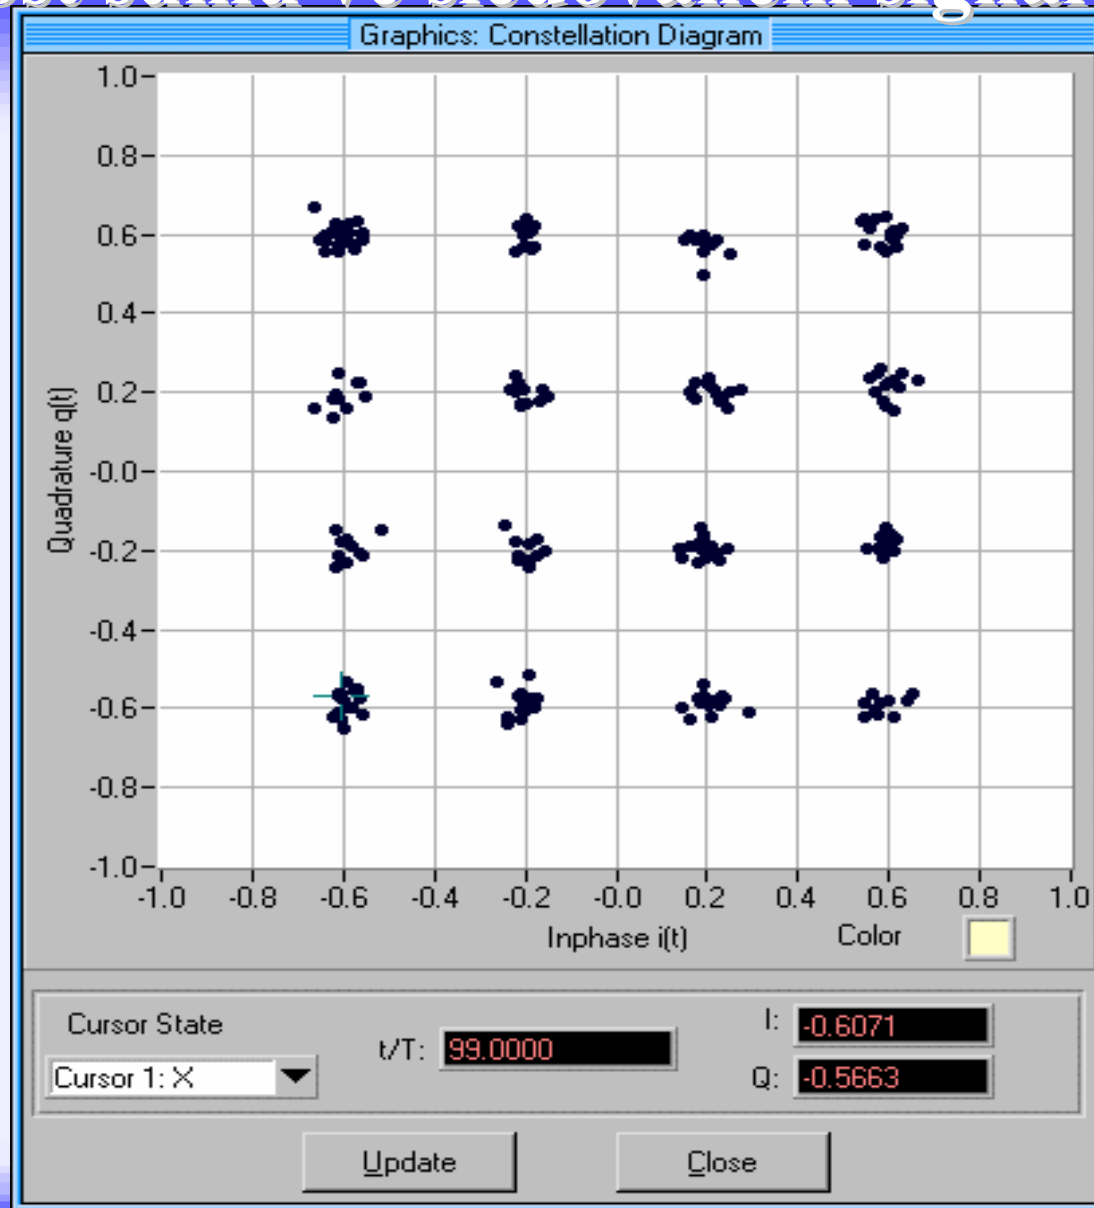 šumu ve sledovaném
Graphics: Constellation Diagram
1.0
0.8
0.6
0.4
0.2
-0.0
-0.2
-0.4
-0.6
-0.8
-1.0
Quadrature q(t)
-1.0 -0.8 -0.6 -0.4 -0.2 -0.0 0.2 0.4 0.6 0.8 1.0
Inphase i(t)
Color
Cursor State
Cursor 1: X
t/T: 99.0000
I: -0.6071
Q: -0.5663
Update
Close